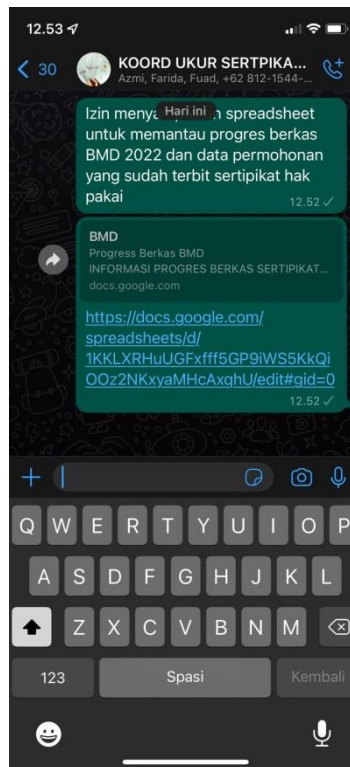 12.53
30
KOORD UKUR SERTPIKA...
Azmi, Farida, Fuad, +62 812-1544-...
Hari ini
Izin menya spreadsheet
untuk memantau progres berkas
BMD 2022 dan data permohonan
yang sudah terbit sertipikat hak
pakai
12.52
BMD
Progress Berkas BMD
INFORMASI PROGRES BERKAS SERTIPIKAT...
docs.google.com
https://docs.google.com/
spreadsheets/d/
1KKLXRHuUGFxfff5GP9iWS5KkQi
OOz2NKxyaMHcAxqhU/edit#gid=0
12.52
Q W E R T Y U I O P
A S D F G H J K L
Z X C V B N M
123 Spasi Kembali